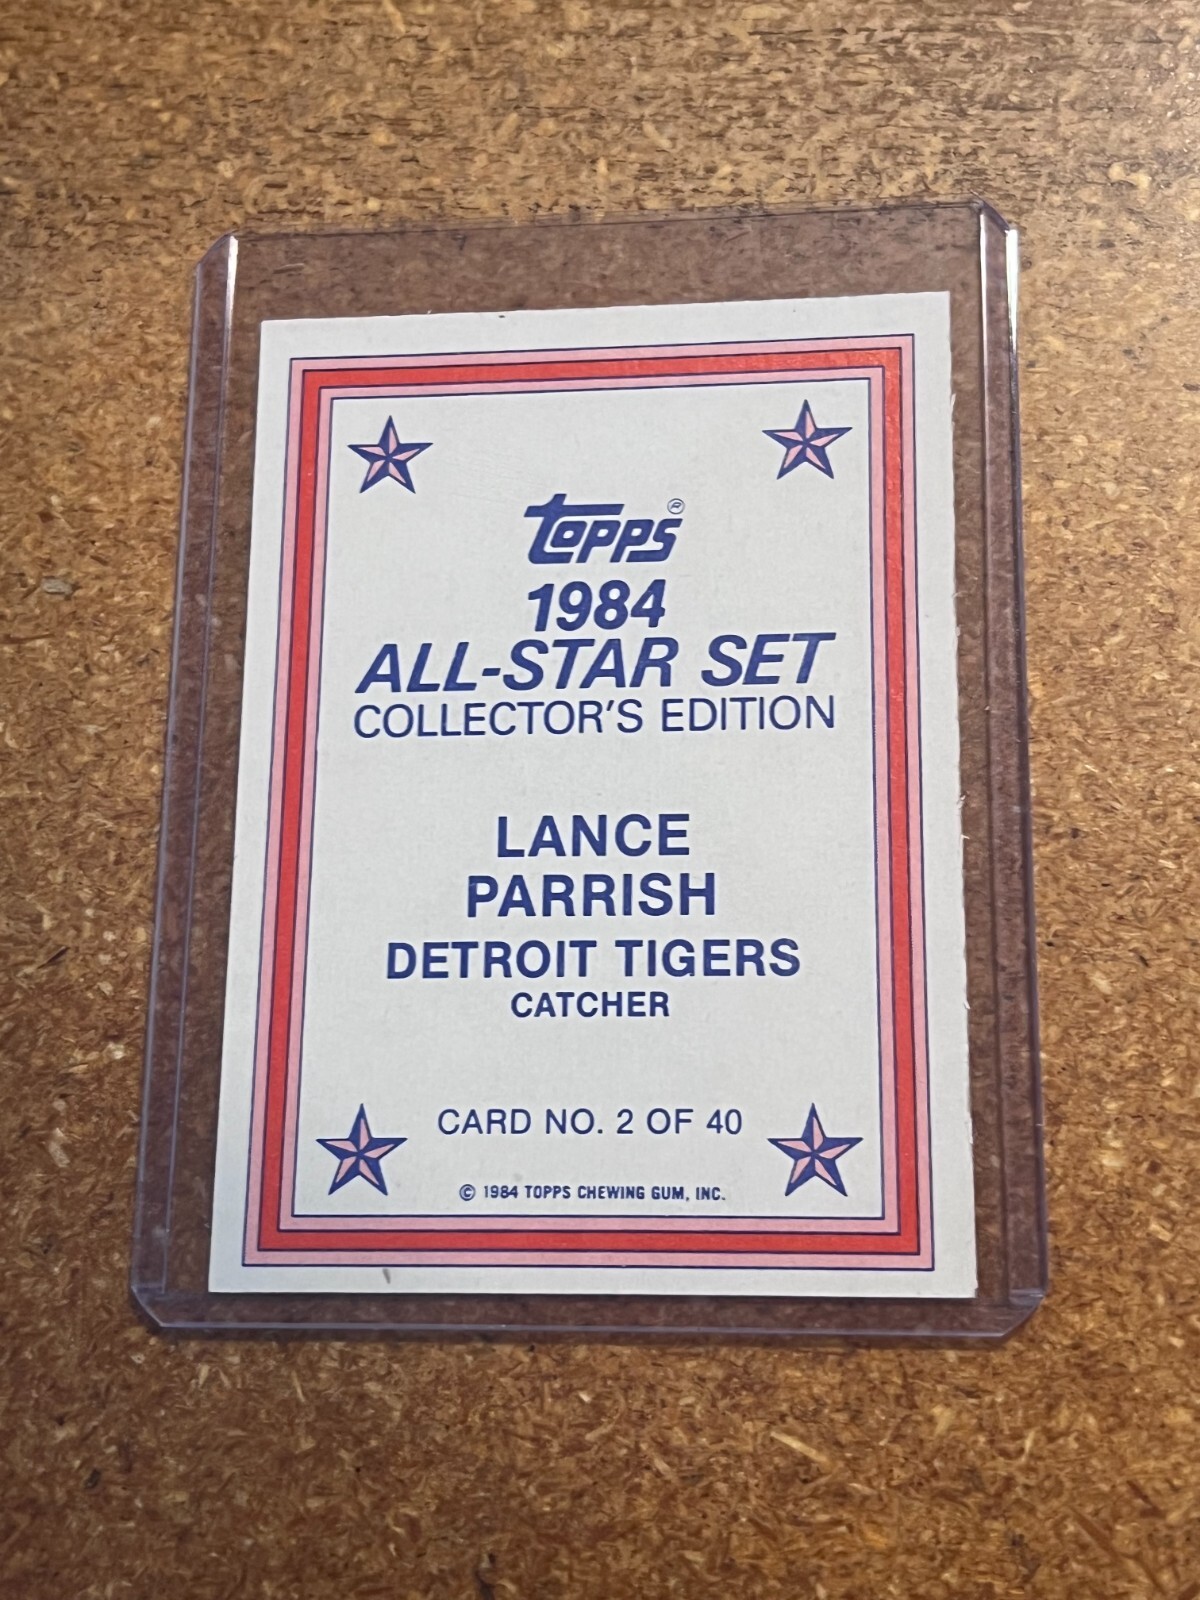 TOPPS®
1984
ALL-STAR SET
COLLECTOR'S EDITION
LANCE
PARRISH
DETROIT TIGERS
CATCHER
CARD NO. 2 OF 40
© 1984 TOPPS CHEWING GUM, INC.